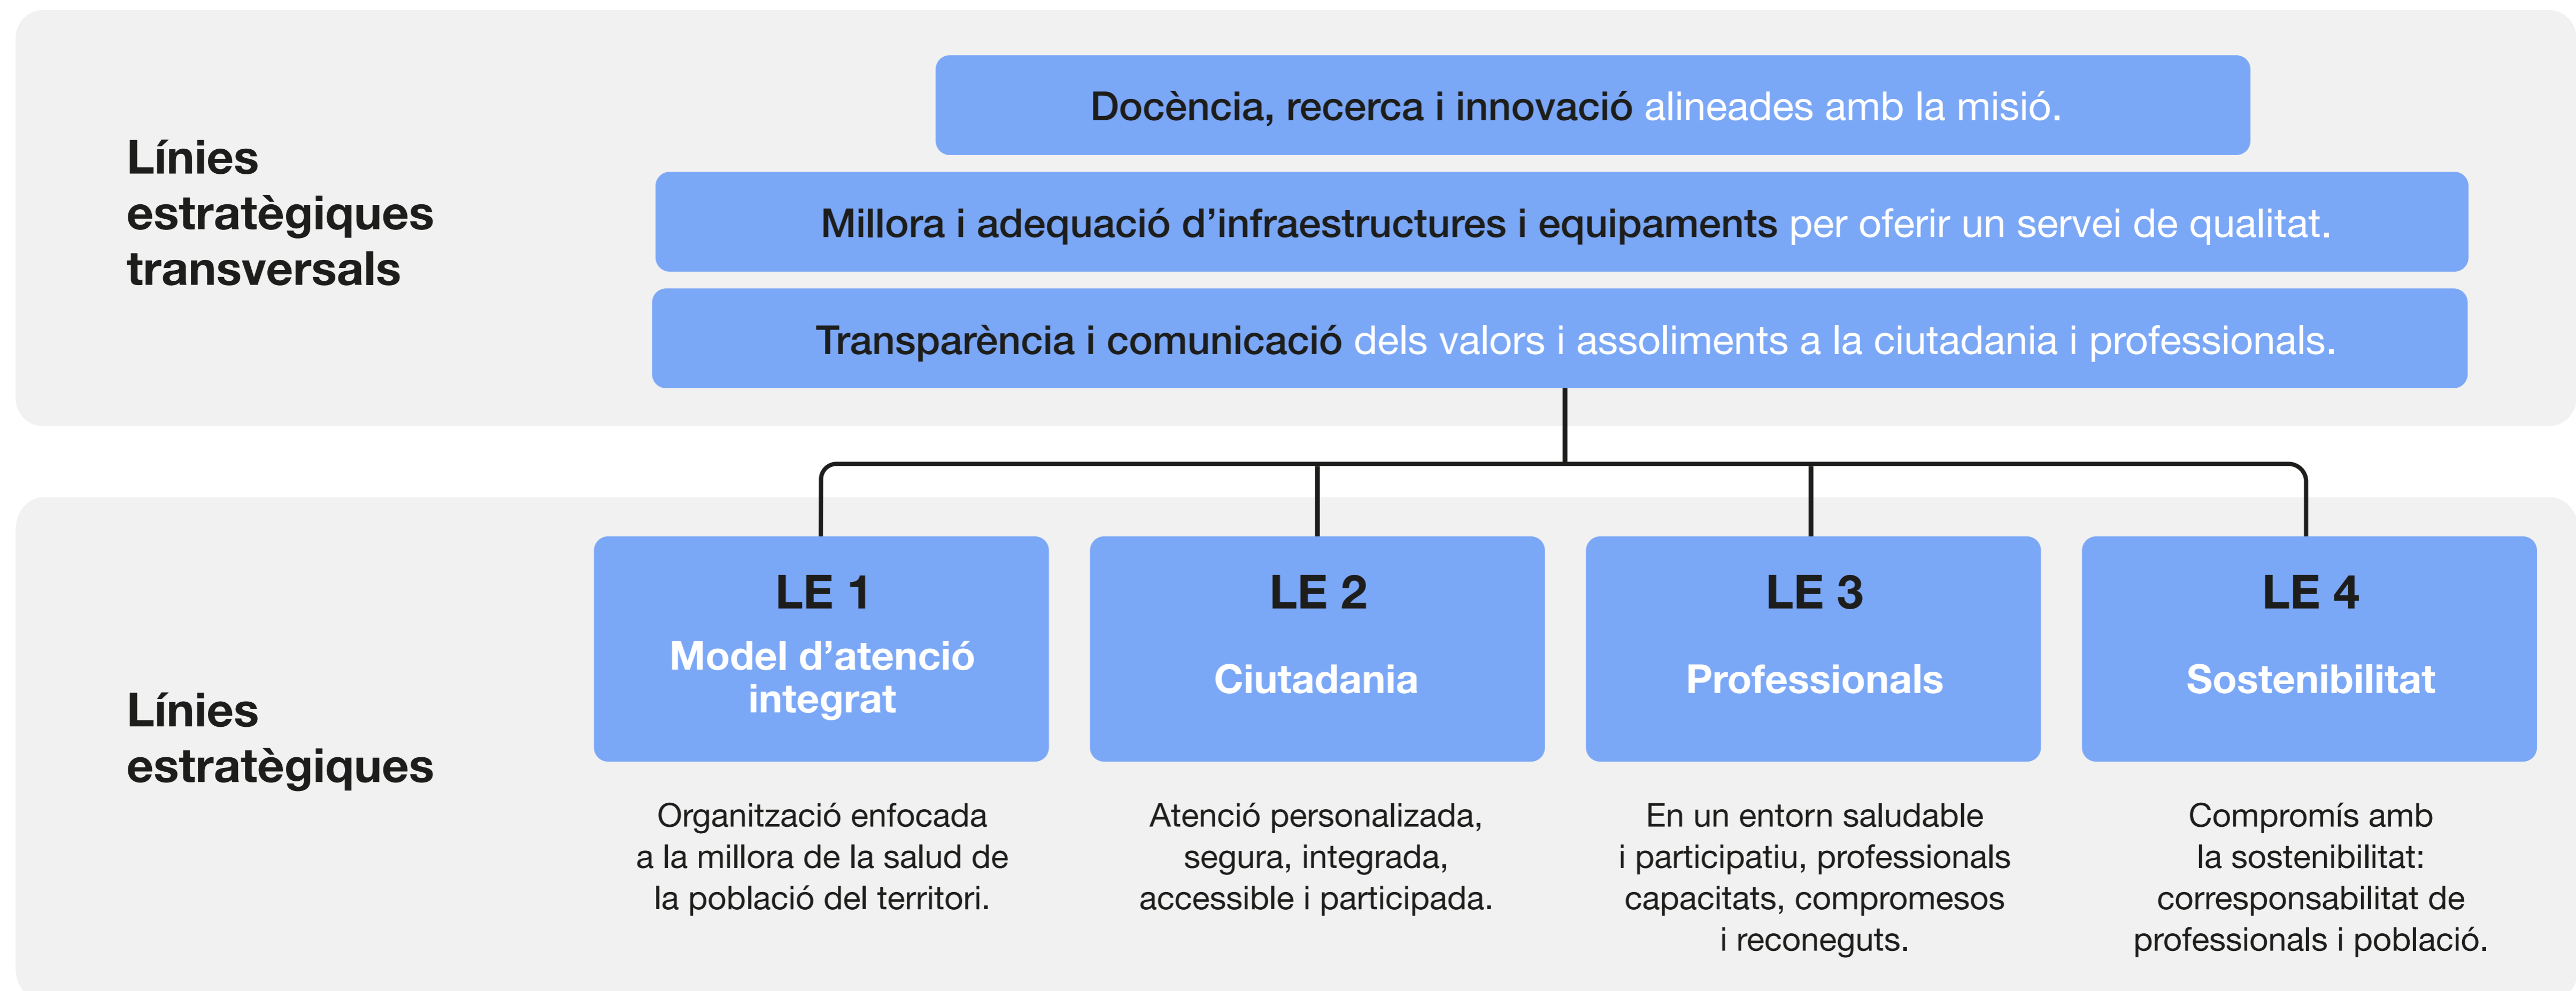 Línies
estratègiques
transversals
Docència, recerca i innovació alineades amb la misió.
Millora i adequació d’infraestructures i equipaments per oferir un servei de qualitat.
Transparència i comunicació dels valors i assoliments a la ciutadania i professionals.
Línies
estratègiques
LE 1
Model d’atenció
integrat
Organització enfocada
a la millora de la salud de
la població del territori.
LE 2
Ciutadania
Atenció personalizada,
segura, integrada,
accessible i participada.
LE 3
Professionals
En un entorn saludable
i participatiu, professionals
capacitats, compromesos
i reconeguts.
LE 4
Sostenibilitat
Compromís amb
la sostenibilitat:
corresponsabilitat de
professionals i població.